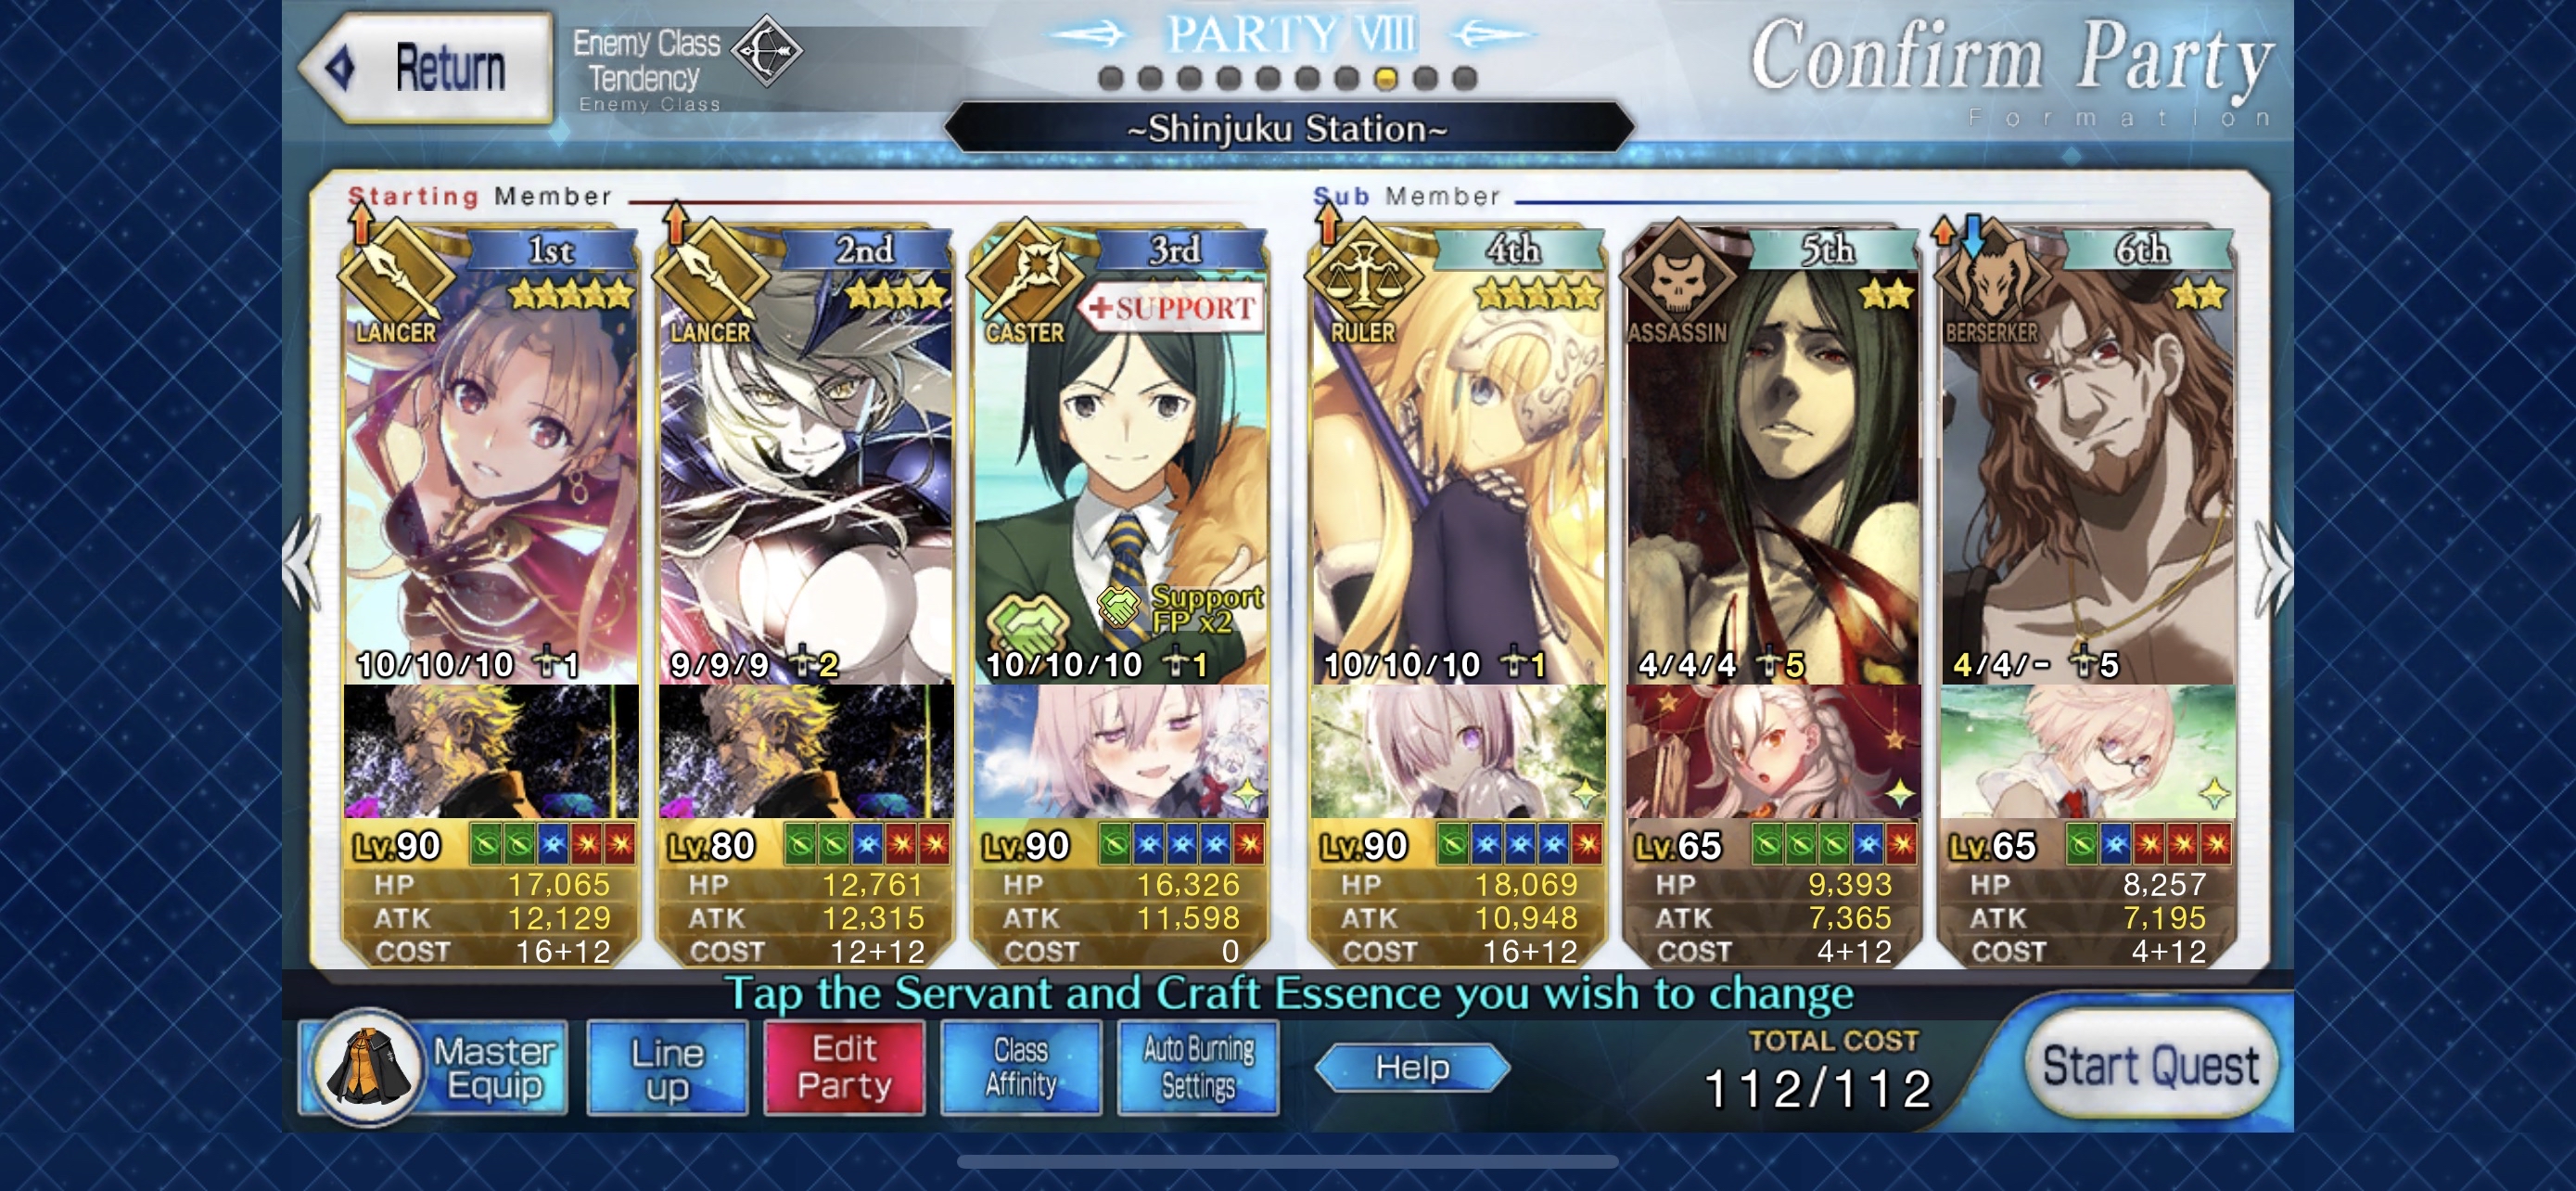 Return
Enemy Class
Tendency
Enemy Class
PARTY VIII
~Shinjuku Station~
Confirm Party
Formation
Starting Member
Sub Member
1st
LANCER
10/10/10 1
Lv.90
HP 17,065
ATK 12,129
COST 16+12
2nd
LANCER
9/9/9 2
Lv.80
HP 12,761
ATK 12,315
COST 12+12
3rd
+SUPPORT
CASTER
Support
FP x2
10/10/10 1
Lv.90
HP 16,326
ATK 11,598
COST 0
4th
RULER
10/10/10 1
Lv.90
HP 18,069
ATK 10,948
COST 16+12
5th
ASSASSIN
4/4/4 5
Lv.65
HP 9,393
ATK 7,365
COST 4+12
6th
BERSERKER
4/4/- 5
Lv.65
HP 8,257
ATK 7,195
COST 4+12
Tap the Servant and Craft Essence you wish to change
Master
Equip
Line
up
Edit
Party
Class
Affinity
Auto Burning
Settings
Help
TOTAL COST
112/112
Start Quest